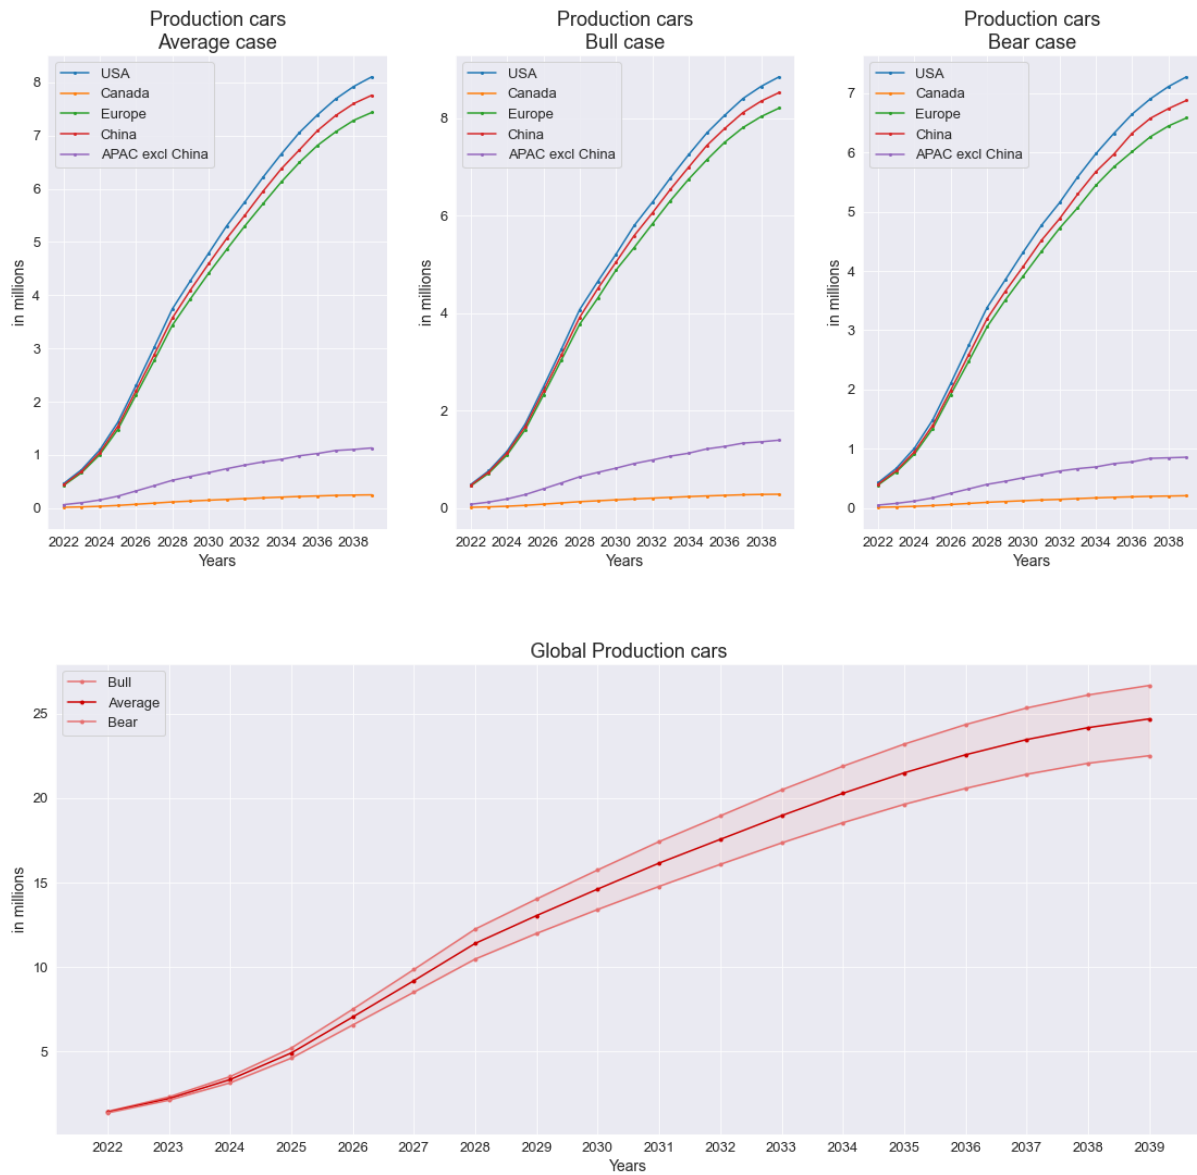 Production cars
Average case
USA
Canada
Europe
China
APAC excl China
8
7
6
5
4
3
2
1
0
in millions
2022 2024 2026 2028 2030 2032 2034 2036 2038
Years
Production cars
Bull case
USA
Canada
Europe
China
APAC excl China
8
6
4
2
0
in millions
2022 2024 2026 2028 2030 2032 2034 2036 2038
Years
Production cars
Bear case
USA
Canada
Europe
China
APAC excl China
7
6
5
4
3
2
1
0
in millions
2022 2024 2026 2028 2030 2032 2034 2036 2038
Years
Global Production cars
Bull
Average
Bear
25
20
15
10
5
in millions
2022 2023 2024 2025 2026 2027 2028 2029 2030 2031 2032 2033 2034 2035 2036 2037 2038 2039
Years